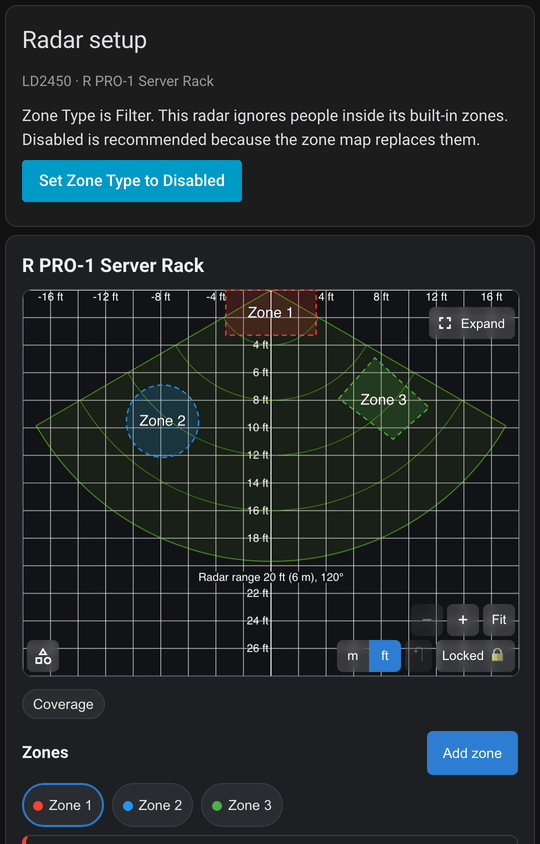 Radar setup
LD2450 · R PRO-1 Server Rack
Zone Type is Filter. This radar ignores people inside its built-in zones.
Disabled is recommended because the zone map replaces them.
Set Zone Type to Disabled
R PRO-1 Server Rack
-16 ft -12 ft -8 ft -4 ft 4 ft 8 ft 12 ft 16 ft
Zone 1
Expand
4 ft
6 ft
8 ft
Zone 3
Zone 2
10 ft
12 ft
14 ft
16 ft
18 ft
Radar range 20 ft (6 m), 120°
22 ft
− + Fit
24 ft
26 ft
m ft Locked
Coverage
Zones
Add zone
Zone 1 Zone 2 Zone 3